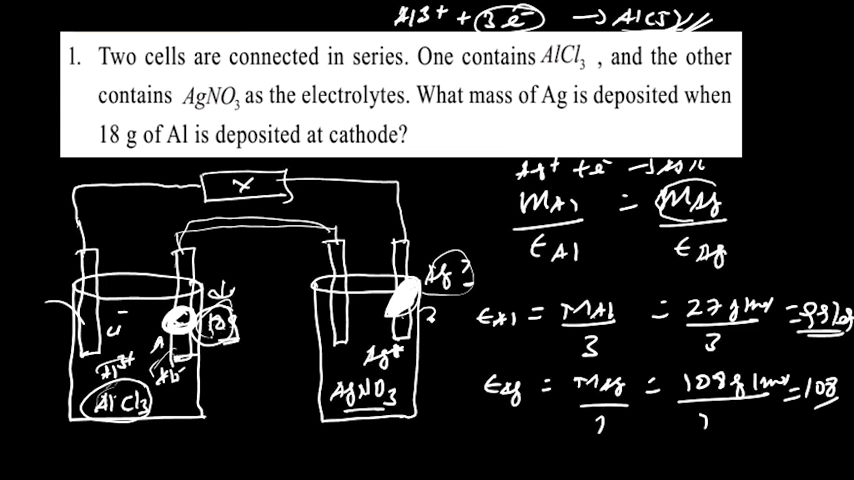 Al3+ + 3e- → Al(s)
1. Two cells are connected in series. One contains AlCl3 , and the other
contains AgNO3 as the electrolytes. What mass of Ag is deposited when
18 g of Al is deposited at cathode?
Ag+ + e- →
MAl / EAl = MAg / EAg
x
Ag ?
EAl = MAl / 3 = 27 g/mol / 3 =
Al3+
Ag+
AlCl3
AgNO3
EAg = MAg / 1 = 108 g/mol / 1 = 108